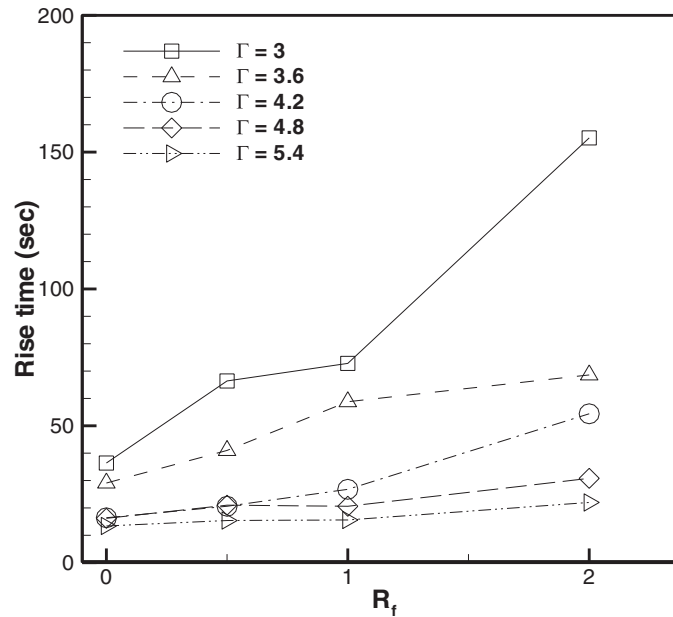 200
Γ = 3
Γ = 3.6
Γ = 4.2
Γ = 4.8
Γ = 5.4
150
Rise time (sec)
100
50
0
0 1 2
R_f